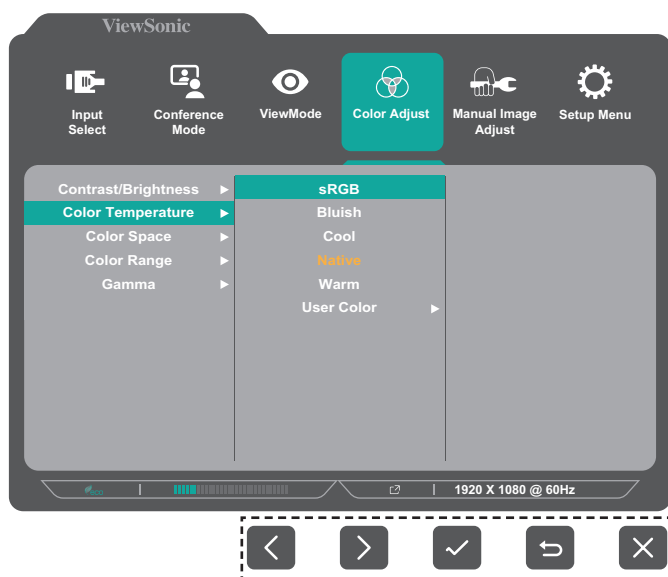 ViewSonic
Input
Select
Conference
Mode
ViewMode
Color Adjust
Manual Image
Adjust
Setup Menu
Contrast/Brightness
Color Temperature
Color Space
Color Range
Gamma
sRGB
Bluish
Cool
Native
Warm
User Color
eco
1920 X 1080 @ 60Hz